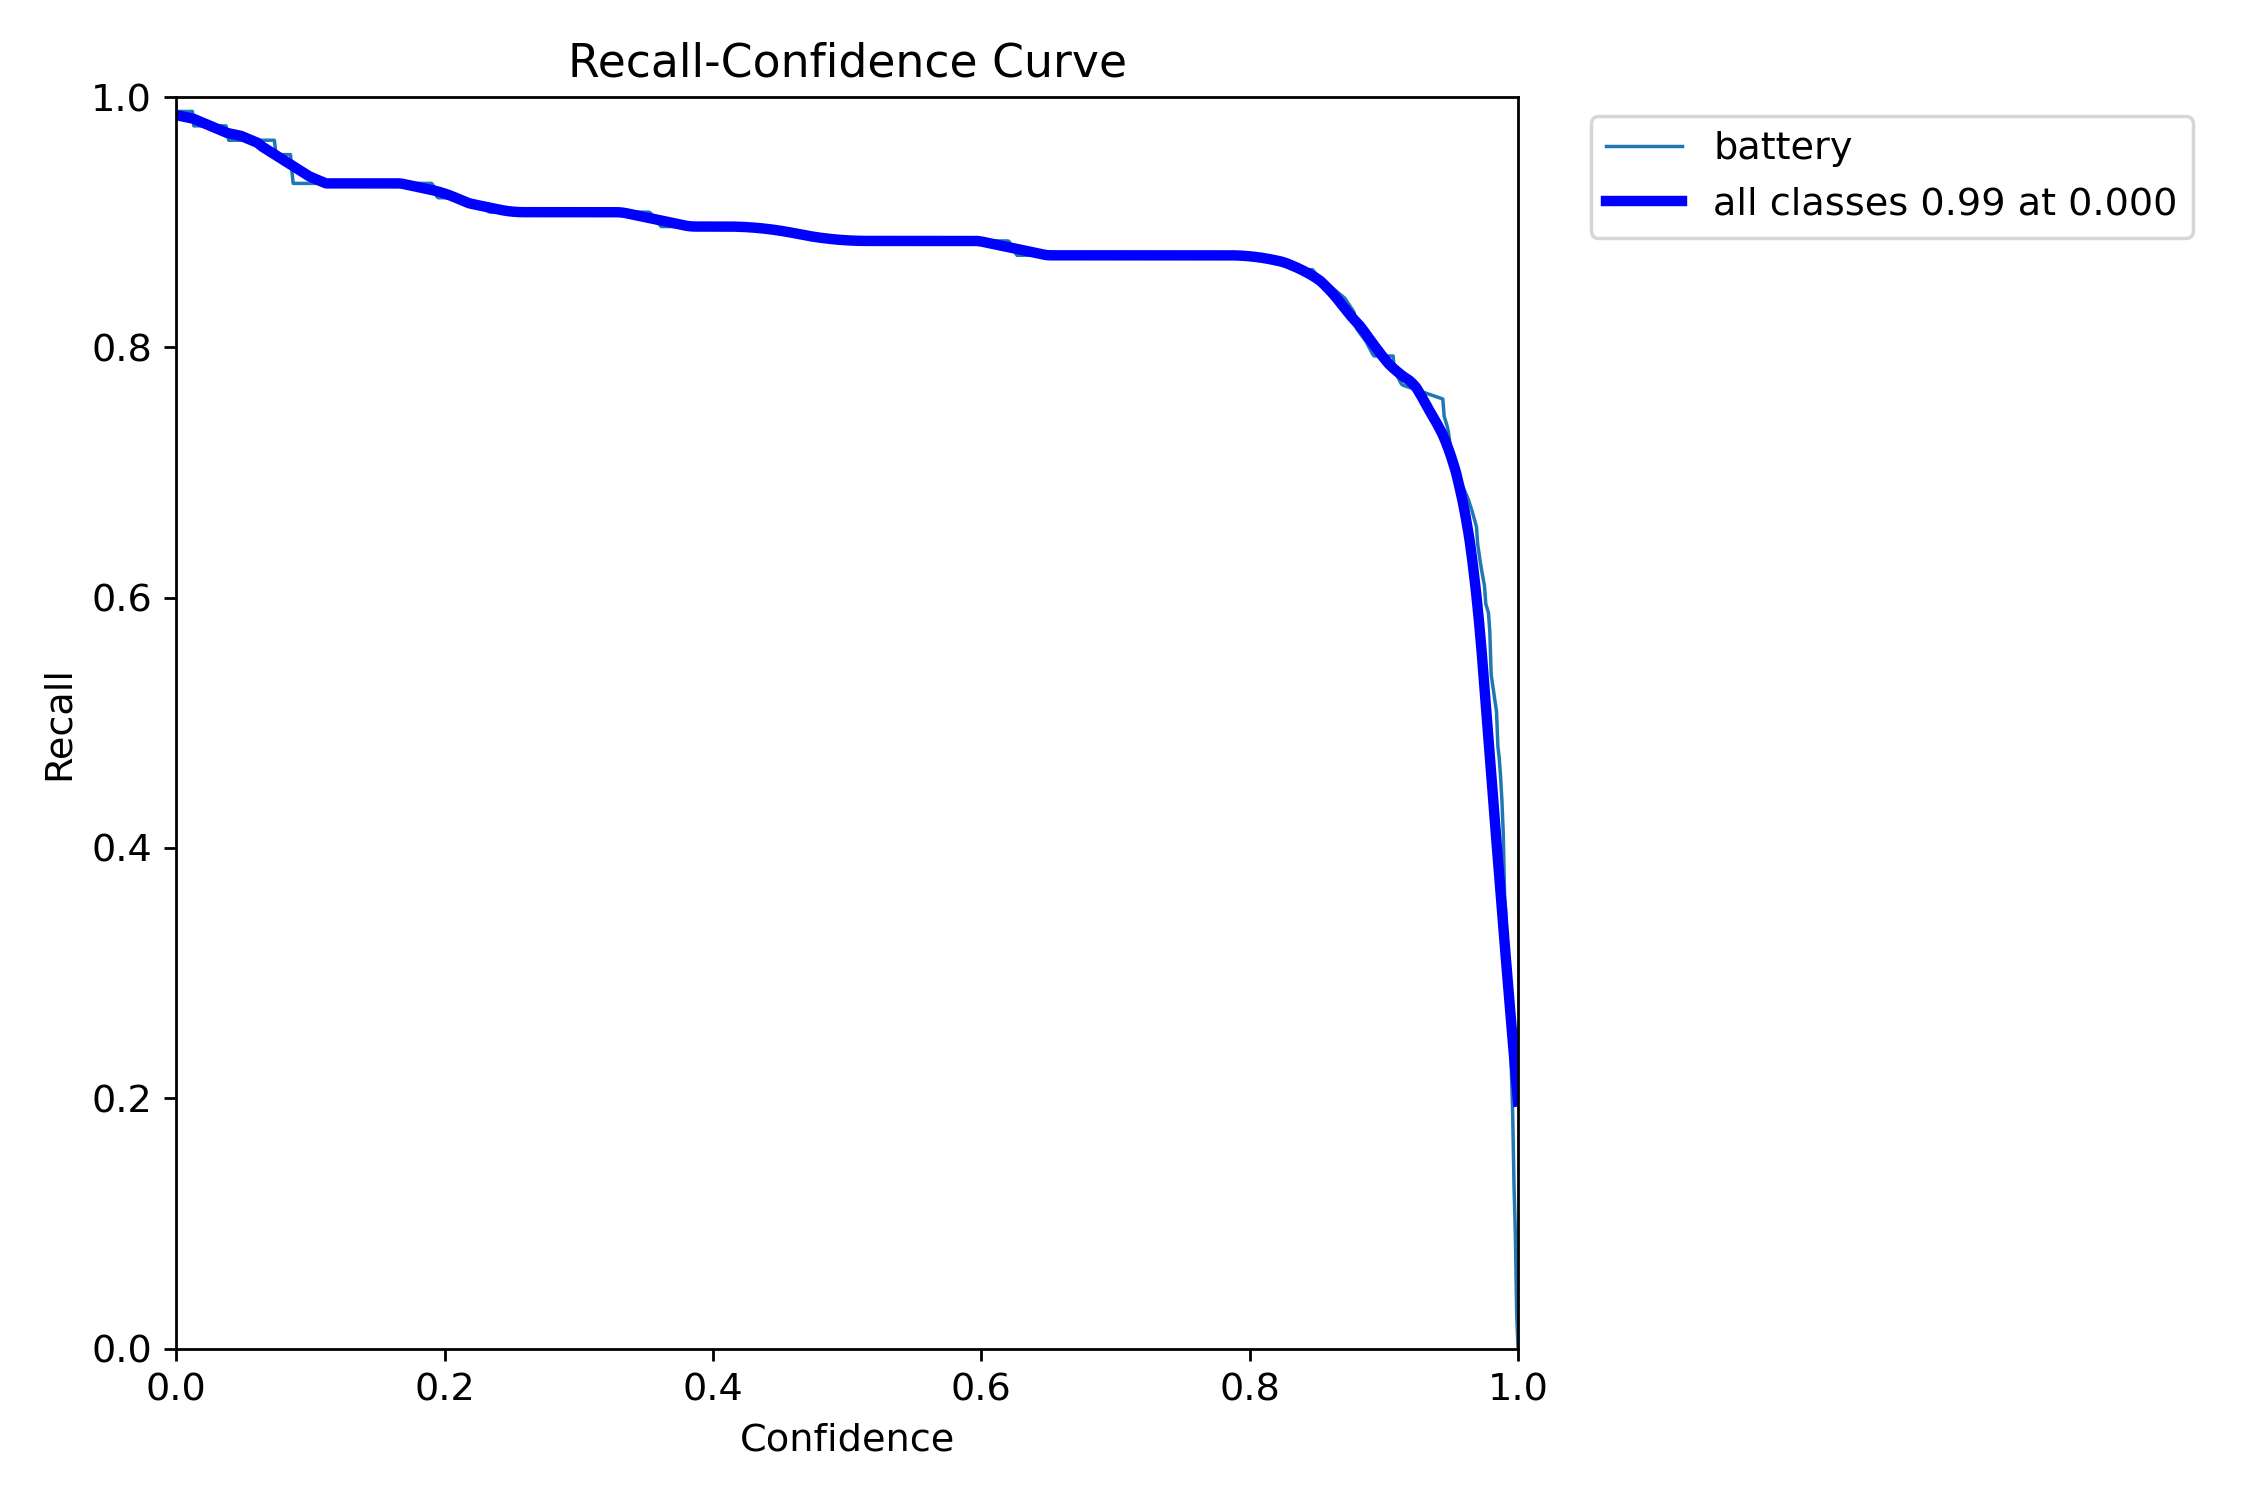 Recall-Confidence Curve
1.0
0.8
0.6
0.4
0.2
0.0
Recall
0.0 0.2 0.4 0.6 0.8 1.0
Confidence
battery
all classes 0.99 at 0.000